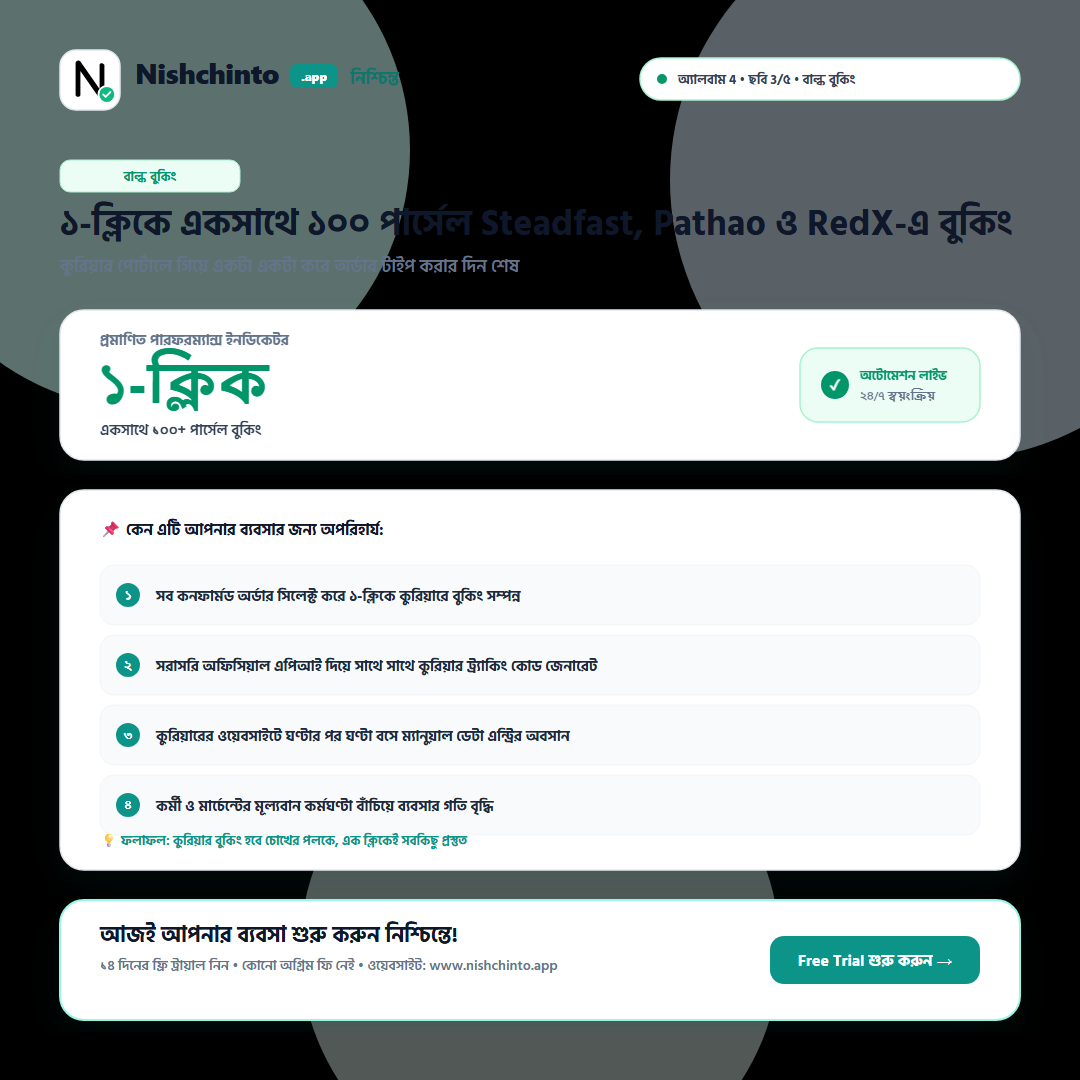 Nishchinto .app নিশ্চিন্ত
অ্যালবাম 4 • ছবি 3/৫ • বাল্ক বুকিং
বাল্ক বুকিং
১-ক্লিকে একসাথে ১০০ পার্সেল Steadfast, Pathao ও RedX-এ বুকিং
কুরিয়ার পোর্টালে গিয়ে একটা একটা করে অর্ডার টাইপ করার দিন শেষ
প্রমাণিত পারফরম্যান্স ইনডিকেটর
১-ক্লিক
একসাথে ১০০+ পার্সেল বুকিং
✓ অটোমেশন লাইভ
২৪/৭ স্বয়ংক্রিয়
📌 কেন এটি আপনার ব্যবসার জন্য অপরিহার্য:
১ সব কনফার্মড অর্ডার সিলেক্ট করে ১-ক্লিকে কুরিয়ারে বুকিং সম্পন্ন
২ সরাসরি অফিসিয়াল এপিআই দিয়ে সাথে সাথে কুরিয়ার ট্র্যাকিং কোড জেনারেট
৩ কুরিয়ারের ওয়েবসাইটে ঘণ্টার পর ঘণ্টা বসে ম্যানুয়াল ডেটা এন্ট্রির অবসান
৪ কর্মী ও মার্চেন্টের মূল্যবান কর্মঘণ্টা বাঁচিয়ে ব্যবসার গতি বৃদ্ধি
💡 ফলাফল: কুরিয়ার বুকিং হবে চোখের পলকে, এক ক্লিকেই সবকিছু প্রস্তুত
আজই আপনার ব্যবসা শুরু করুন নিশ্চিন্তে!
১৪ দিনের ফ্রি ট্রায়াল নিন • কোনো অগ্রিম ফি নেই • ওয়েবসাইট: www.nishchinto.app
Free Trial শুরু করুন →